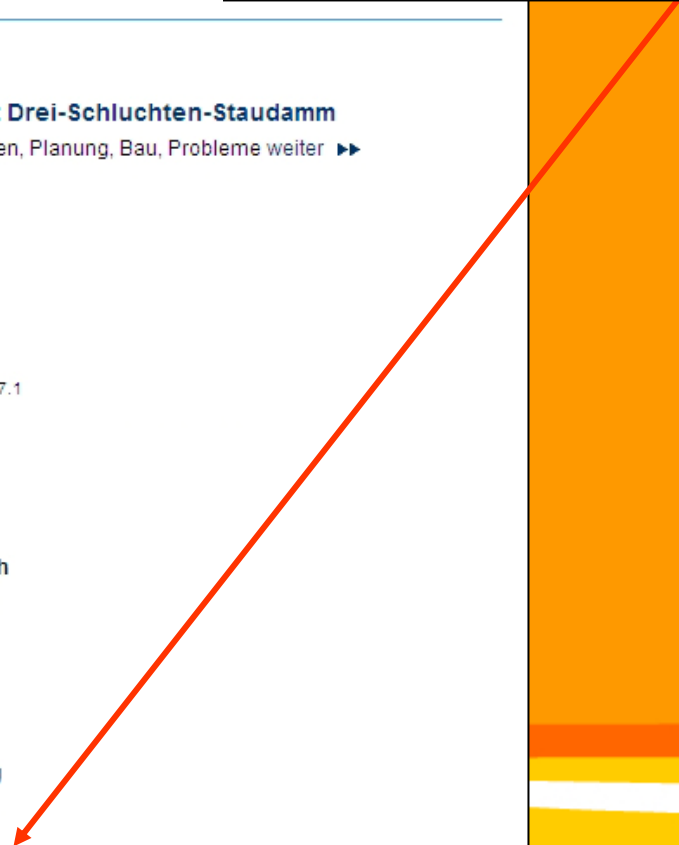 Drei-Schluchten-Staudamm
en, Planung, Bau, Probleme weiter
7.1
h